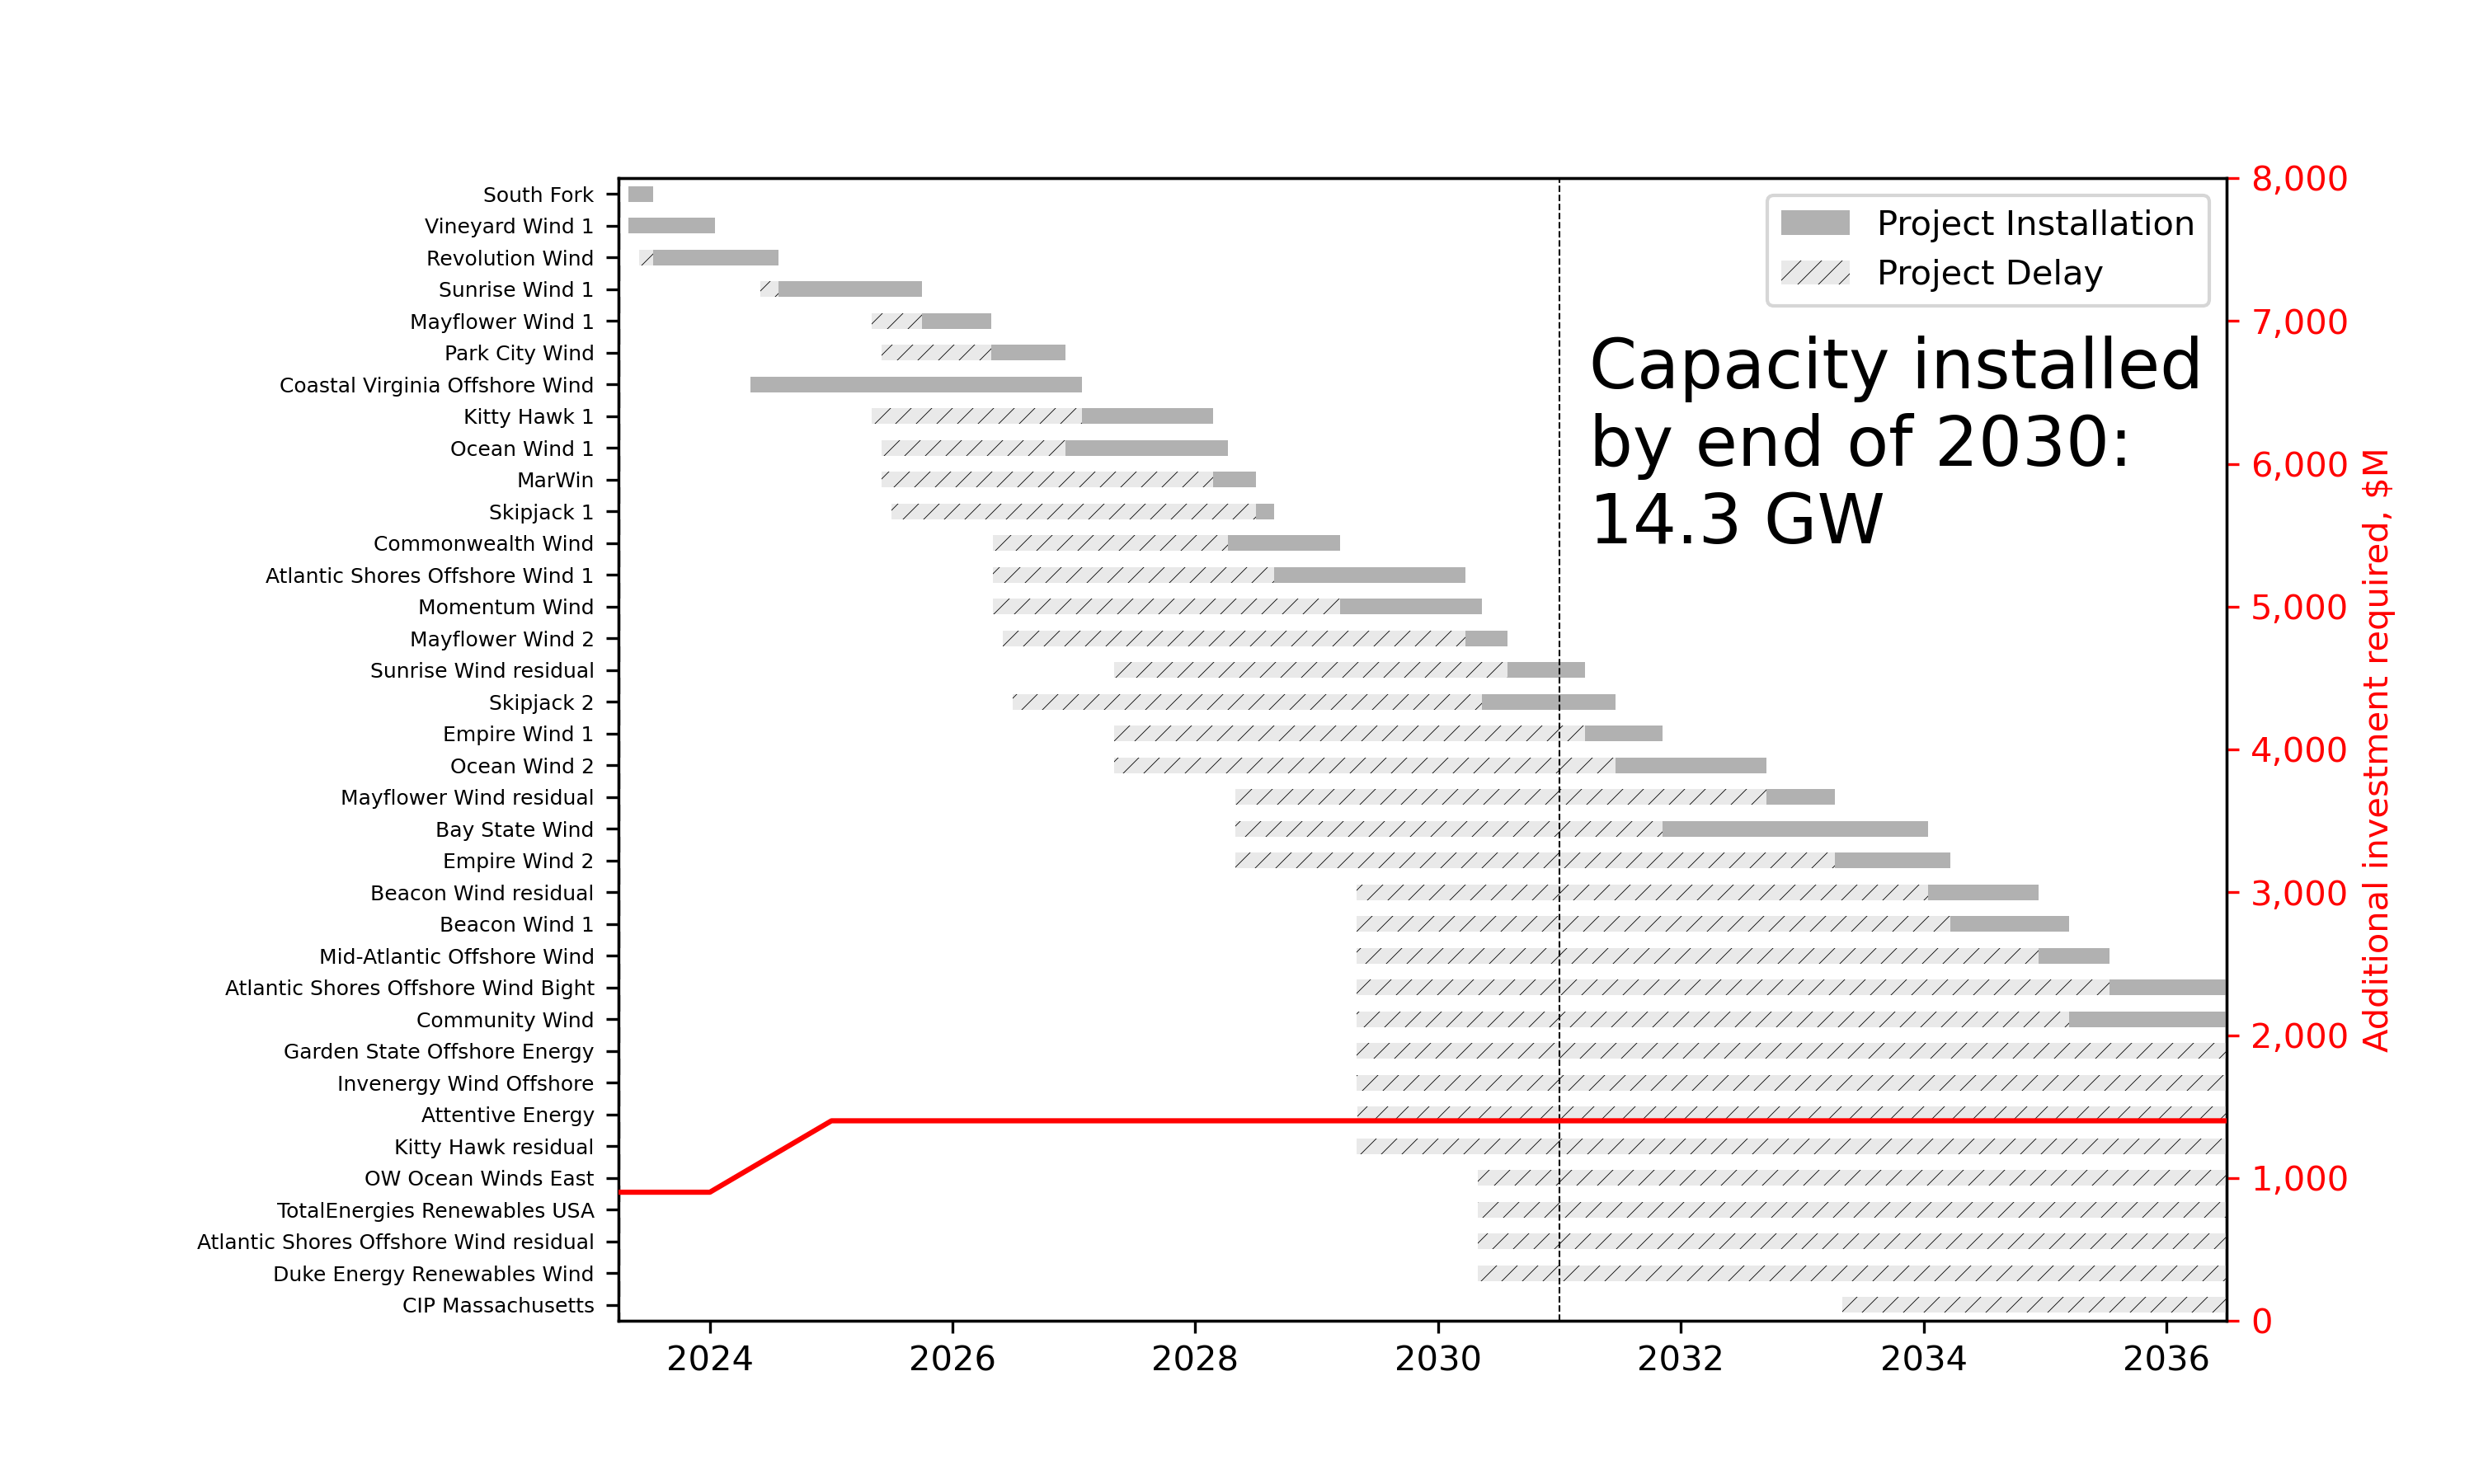 South Fork
Vineyard Wind 1
Revolution Wind
Sunrise Wind 1
Mayflower Wind 1
Park City Wind
Coastal Virginia Offshore Wind
Kitty Hawk 1
Ocean Wind 1
MarWin
Skipjack 1
Commonwealth Wind
Atlantic Shores Offshore Wind 1
Momentum Wind
Mayflower Wind 2
Sunrise Wind residual
Skipjack 2
Empire Wind 1
Ocean Wind 2
Mayflower Wind residual
Bay State Wind
Empire Wind 2
Beacon Wind residual
Beacon Wind 1
Mid-Atlantic Offshore Wind
Atlantic Shores Offshore Wind Bight
Community Wind
Garden State Offshore Energy
Invenergy Wind Offshore
Attentive Energy
Kitty Hawk residual
OW Ocean Winds East
TotalEnergies Renewables USA
Atlantic Shores Offshore Wind residual
Duke Energy Renewables Wind
CIP Massachusetts
Project Installation
Project Delay
Capacity installed
by end of 2030:
14.3 GW
8,000
7,000
6,000
5,000
4,000
3,000
2,000
1,000
0
Additional investment required, $M
2024 2026 2028 2030 2032 2034 2036